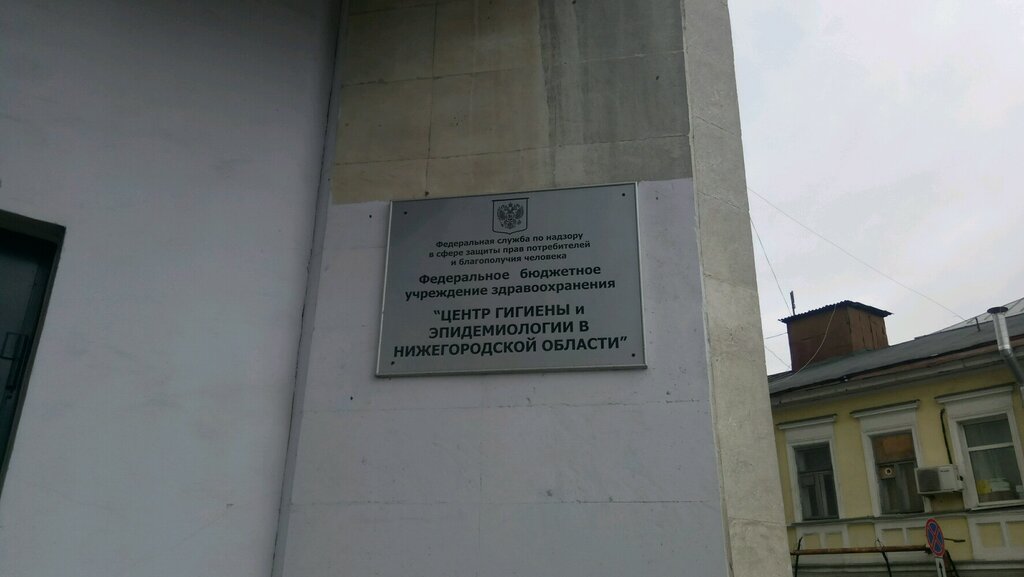 Федеральная служба по надзору
в сфере защиты прав потребителей
и благополучия человека
Федеральное бюджетное
учреждение здравоохранения
"ЦЕНТР ГИГИЕНЫ и
ЭПИДЕМИОЛОГИИ В
НИЖЕГОРОДСКОЙ ОБЛАСТИ"